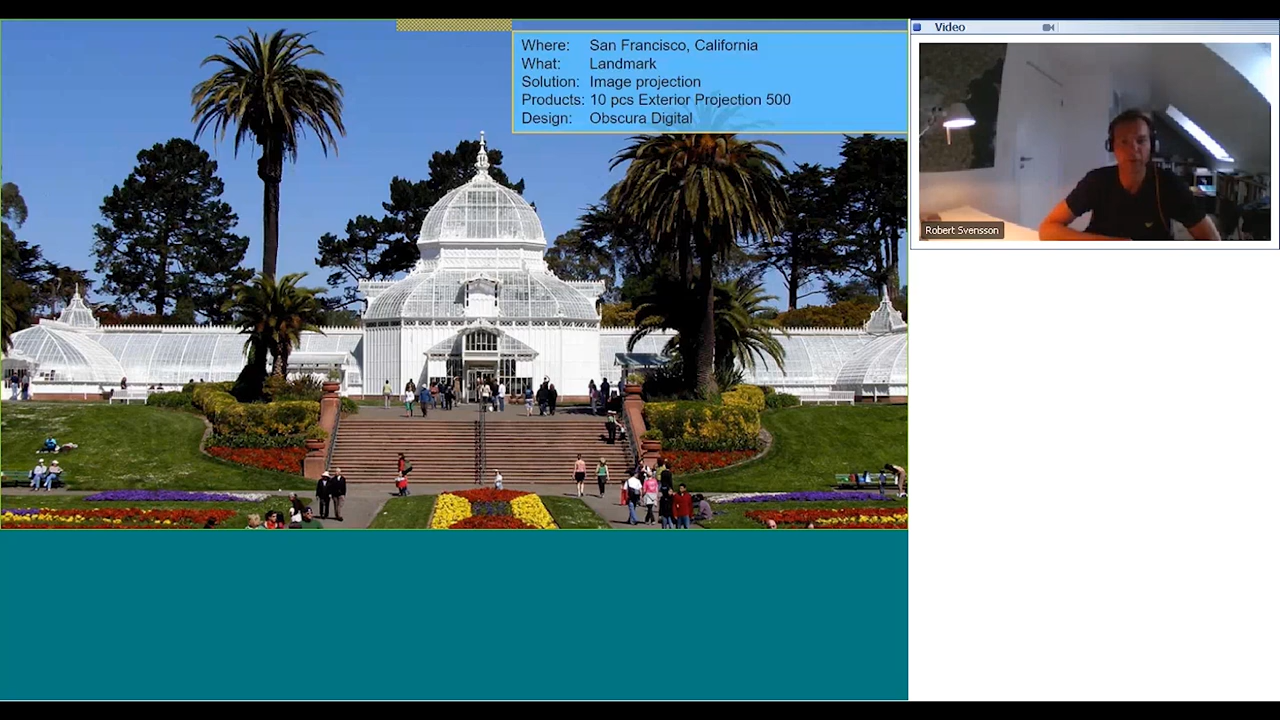 Where: San Francisco, California
What: Landmark
Solution: Image projection
Products: 10 pcs Exterior Projection 500
Design: Obscura Digital
Video
Robert Svensson